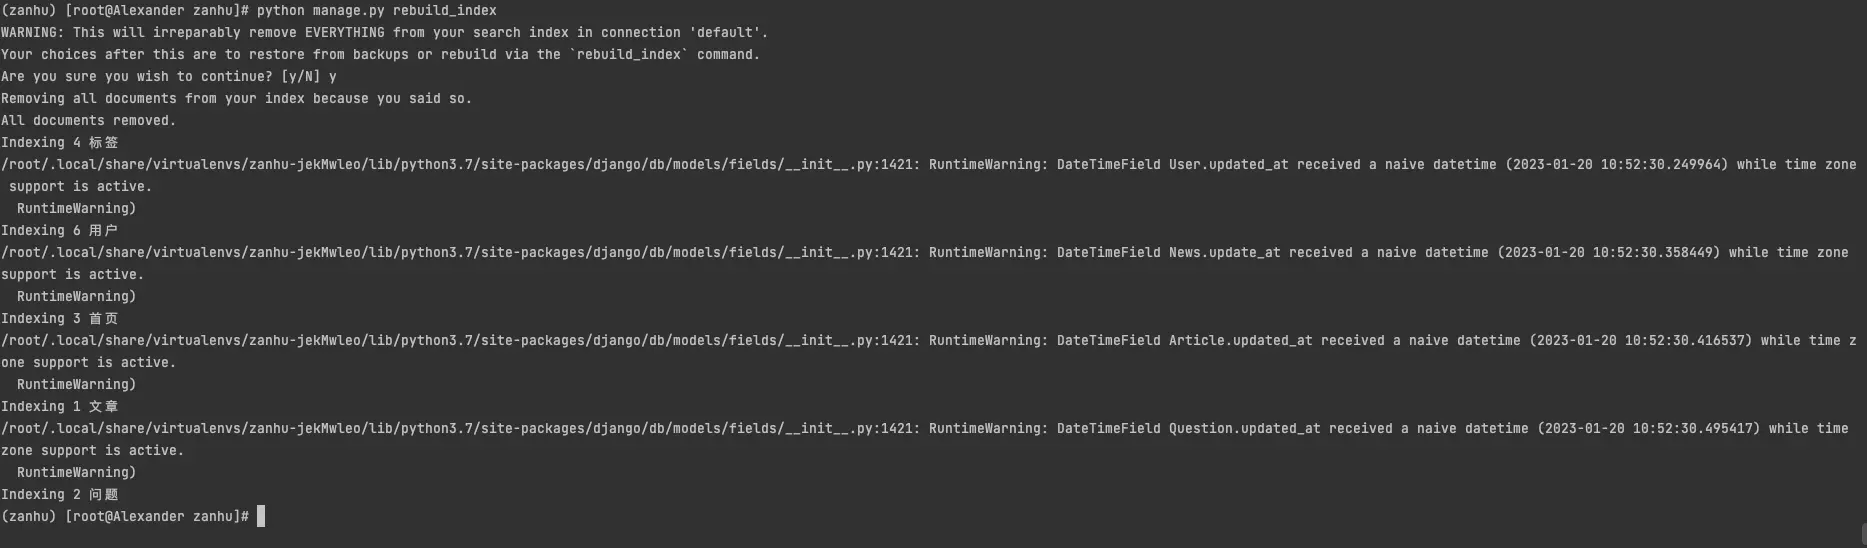 (zanhu) [root@Alexander zanhu]# python manage.py rebuild_index
WARNING: This will irreparably remove EVERYTHING from your search index in connection 'default'.
Your choices after this are to restore from backups or rebuild via the `rebuild_index` command.
Are you sure you wish to continue? [y/N] y
Removing all documents from your index because you said so.
All documents removed.
Indexing 4 标签
/root/.local/share/virtualenvs/zanhu-jekMwleo/lib/python3.7/site-packages/django/db/models/fields/__init__.py:1421: RuntimeWarning: DateTimeField User.updated_at received a naive datetime (2023-01-20 10:52:30.249964) while time zone
 support is active.
  RuntimeWarning)
Indexing 6 用户
/root/.local/share/virtualenvs/zanhu-jekMwleo/lib/python3.7/site-packages/django/db/models/fields/__init__.py:1421: RuntimeWarning: DateTimeField News.update_at received a naive datetime (2023-01-20 10:52:30.358449) while time zone
support is active.
  RuntimeWarning)
Indexing 3 首页
/root/.local/share/virtualenvs/zanhu-jekMwleo/lib/python3.7/site-packages/django/db/models/fields/__init__.py:1421: RuntimeWarning: DateTimeField Article.updated_at received a naive datetime (2023-01-20 10:52:30.416537) while time z
one support is active.
  RuntimeWarning)
Indexing 1 文章
/root/.local/share/virtualenvs/zanhu-jekMwleo/lib/python3.7/site-packages/django/db/models/fields/__init__.py:1421: RuntimeWarning: DateTimeField Question.updated_at received a naive datetime (2023-01-20 10:52:30.495417) while time
zone support is active.
  RuntimeWarning)
Indexing 2 问题
(zanhu) [root@Alexander zanhu]#